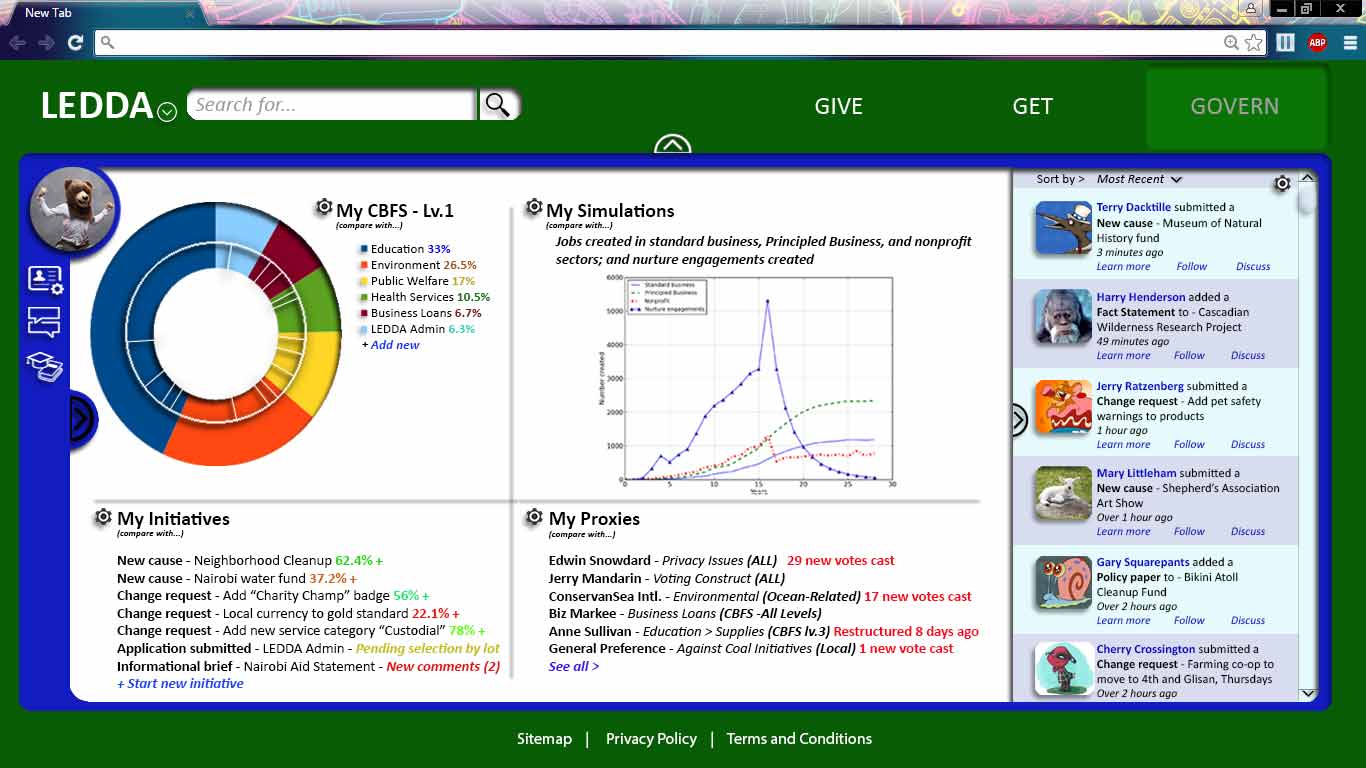 New Tab
ABP
LEDDA
Search for...
GIVE
GET
GOVERN
My CBFS - Lv.1
(compare with...)
Education 33%
Environment 26.5%
Public Welfare 17%
Health Services 10.5%
Business Loans 6.7%
LEDDA Admin 6.3%
+ Add new
My Simulations
(compare with...)
Jobs created in standard business, Principled Business, and nonprofit
sectors; and nurture engagements created
Number created
6000
5000
4000
3000
2000
1000
0
Standard business
Principled Business
Nonprofit
Nurture engagements
0 5 10 15 20 25 30
Years
My Initiatives
(compare with...)
New cause - Neighborhood Cleanup 62.4% +
New cause - Nairobi water fund 37.2% +
Change request - Add "Charity Champ" badge 56% +
Change request - Local currency to gold standard 22.1% +
Change request - Add new service category "Custodial" 78% +
Application submitted - LEDDA Admin - Pending selection by lot
Informational brief - Nairobi Aid Statement - New comments (2)
+ Start new initiative
My Proxies
(compare with...)
Edwin Snowdard - Privacy Issues (ALL) 29 new votes cast
Jerry Mandarin - Voting Construct (ALL)
ConservanSea Intl. - Environmental (Ocean-Related) 17 new votes cast
Biz Markee - Business Loans (CBFS -All Levels)
Anne Sullivan - Education > Supplies (CBFS lv.3) Restructured 8 days ago
General Preference - Against Coal Initiatives (Local) 1 new vote cast
See all >
Sort by > Most Recent
Terry Dacktile submitted a
New cause - Museum of Natural
History fund
3 minutes ago
Learn more Follow Discuss
Harry Henderson added a
Fact Statement to - Cascadian
Wilderness Research Project
49 minutes ago
Learn more Follow Discuss
Jerry Ratzenberg submitted a
Change request - Add pet safety
warnings to products
1 hour ago
Learn more Follow Discuss
Mary Littleham submitted a
New cause - Shepherd's Association
Art Show
Over 1 hour ago
Learn more Follow Discuss
Gary Squarepants added a
Policy paper to - Bikini Atoll
Cleanup Fund
Over 2 hours ago
Learn more Follow Discuss
Cherry Crossington submitted a
Change request - Farming co-op to
move to 4th and Glisan, Thursdays
Over 2 hours ago
Sitemap | Privacy Policy | Terms and Conditions